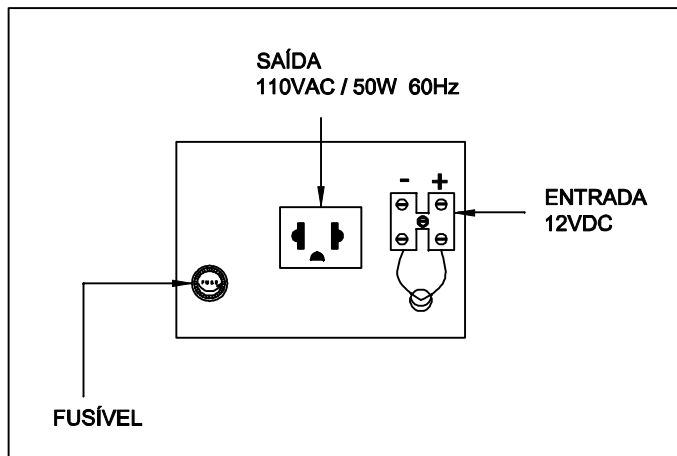 SAÍDA
110VAC / 50W 60Hz
- +
ENTRADA
12VDC
FUSE
FUSÍVEL